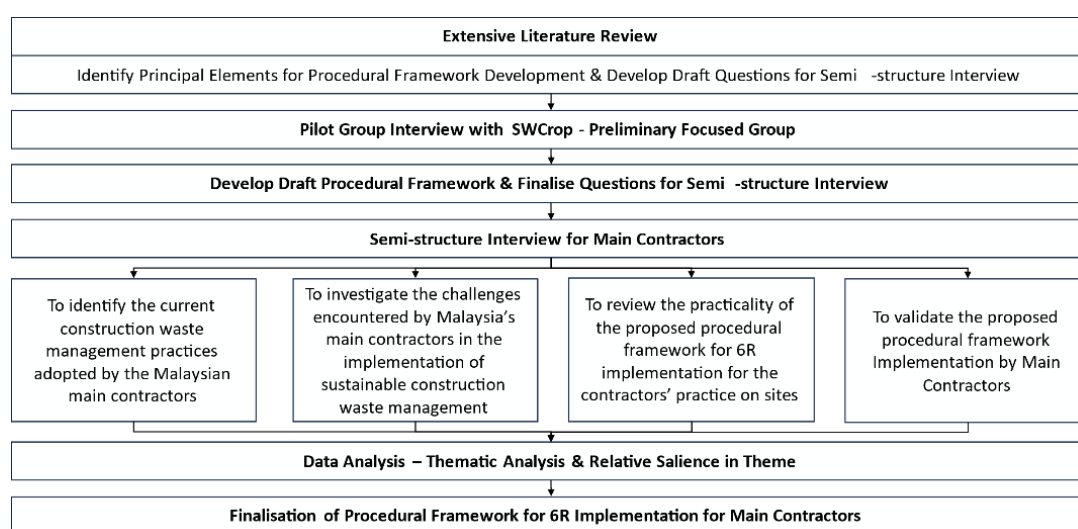 Extensive Literature Review
Identify Principal Elements for Procedural Framework Development & Develop Draft Questions for Semi -structure Interview
Pilot Group Interview with SWCrop - Preliminary Focused Group
Develop Draft Procedural Framework & Finalise Questions for Semi -structure Interview
Semi-structure Interview for Main Contractors
To identify the current
construction waste
management practices
adopted by the Malaysian
main contractors
To investigate the challenges
encountered by Malaysia's
main contractors in the
implementation of
sustainable construction
waste management
To review the practicality of
the proposed procedural
framework for 6R
implementation for the
contractors' practice on sites
To validate the proposed
procedural framework
Implementation by Main
Contractors
Data Analysis – Thematic Analysis & Relative Salience in Theme
Finalisation of Procedural Framework for 6R Implementation for Main Contractors